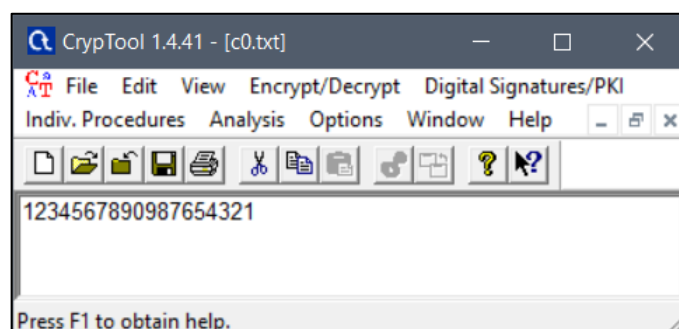 CrypTool 1.4.41 - [c0.txt]
File Edit View Encrypt/Decrypt Digital Signatures/PKI
Indiv. Procedures Analysis Options Window Help
1234567890987654321
Press F1 to obtain help.